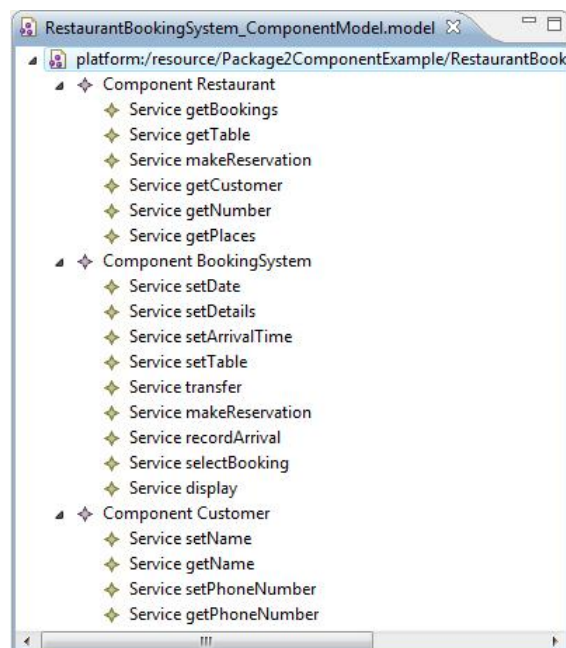 RestaurantBookingSystem_ComponentModel.model
platform:/resource/Package2ComponentExample/RestaurantBook
Component Restaurant
Service getBookings
Service getTable
Service makeReservation
Service getCustomer
Service getNumber
Service getPlaces
Component BookingSystem
Service setDate
Service setDetails
Service setArrivalTime
Service setTable
Service transfer
Service makeReservation
Service recordArrival
Service selectBooking
Service display
Component Customer
Service setName
Service getName
Service setPhoneNumber
Service getPhoneNumber